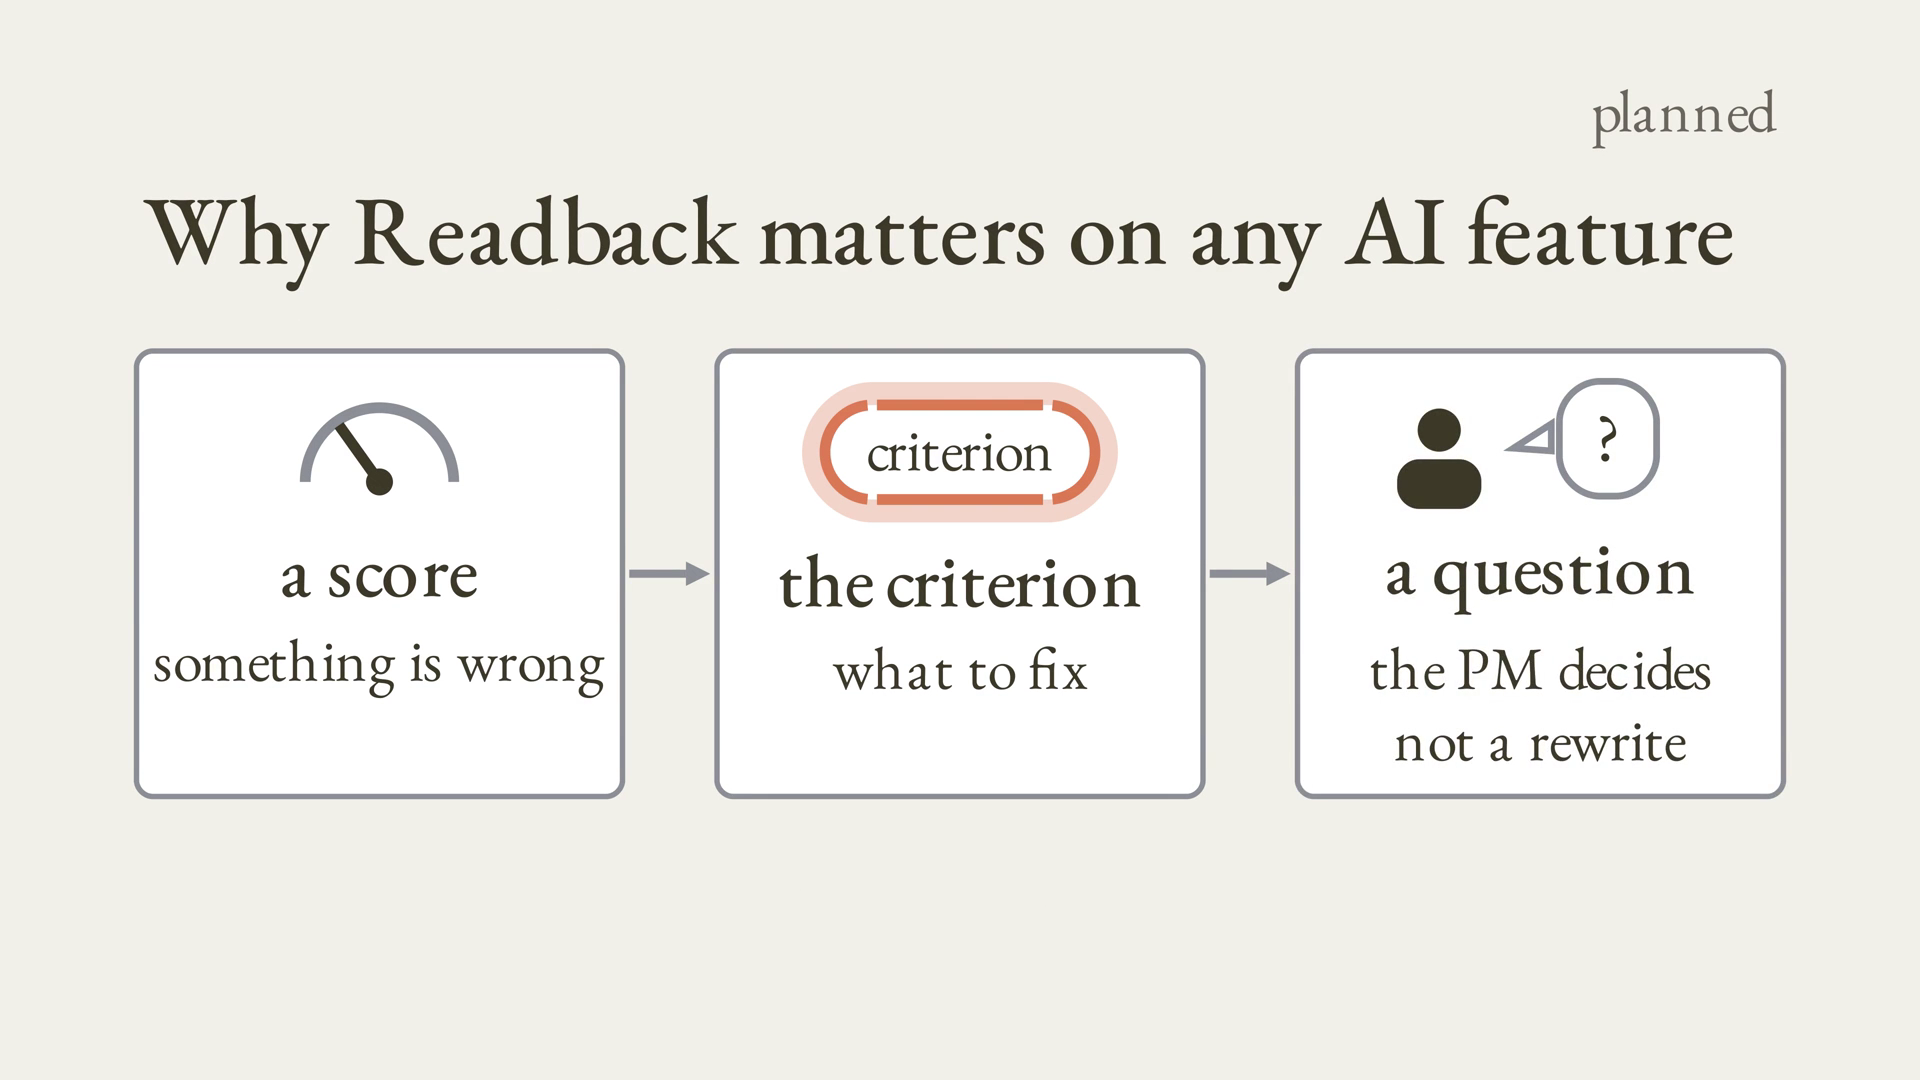 planned
Why Readback matters on any AI feature
a score
something is wrong
criterion
the criterion
what to fix
?
a question
the PM decides
not a rewrite